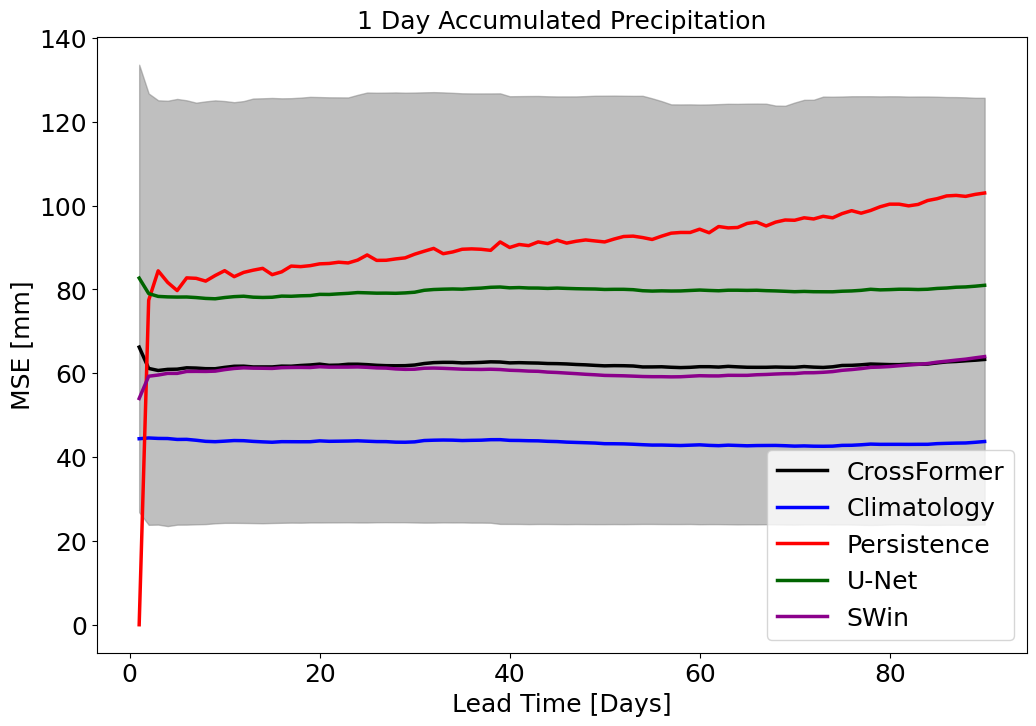 1 Day Accumulated Precipitation
MSE [mm]
140
120
100
80
60
40
20
0
CrossFormer
Climatology
Persistence
U-Net
SWin
0 20 40 60 80
Lead Time [Days]